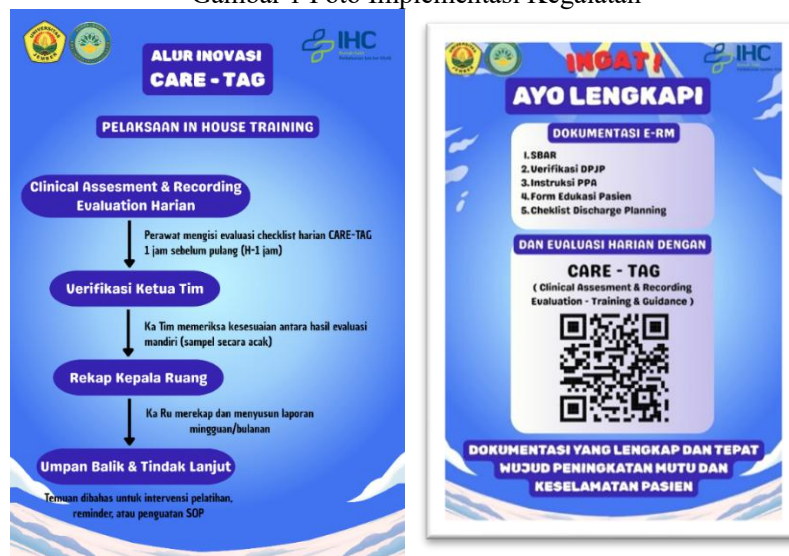 Gambar 1 Foto Implementasi Kegaiatan
ALUR INOVASI
CARE - TAG
IHC
PELAKSAAN IN HOUSE TRAINING
Clinical Assesment & Recording
Evaluation Harian
Perawat mengisi evaluasi checklist harian CARE-TAG
1 jam sebelum pulang (H-1 jam)
Verifikasi Ketua Tim
Ka Tim memeriksa kesesuaian antara hasil evaluasi
mandiri (sampel secara acak)
Rekap Kepala Ruang
Ka Ru merekap dan menyusun laporan
mingguan/bulanan
Umpan Balik & Tindak Lanjut
Temuan dibahas untuk intervensi pelatihan,
reminder, atau penguatan SOP
INGAT!
IHC
AYO LENGKAPI
DOKUMENTASI E-RM
1.SBAR
2.Verifikasi DPJP
3.Instruksi PPA
4.Form Edukasi Pasien
5.Cheklist Discharge Planning
DAN EVALUASI HARIAN DENGAN
CARE - TAG
( Clinical Assesment & Recording
Evaluation - Training & Guidance )
DOKUMENTASI YANG LENGKAP DAN TEPAT
WUJUD PENINGKATAN MUTU DAN
KESELAMATAN PASIEN